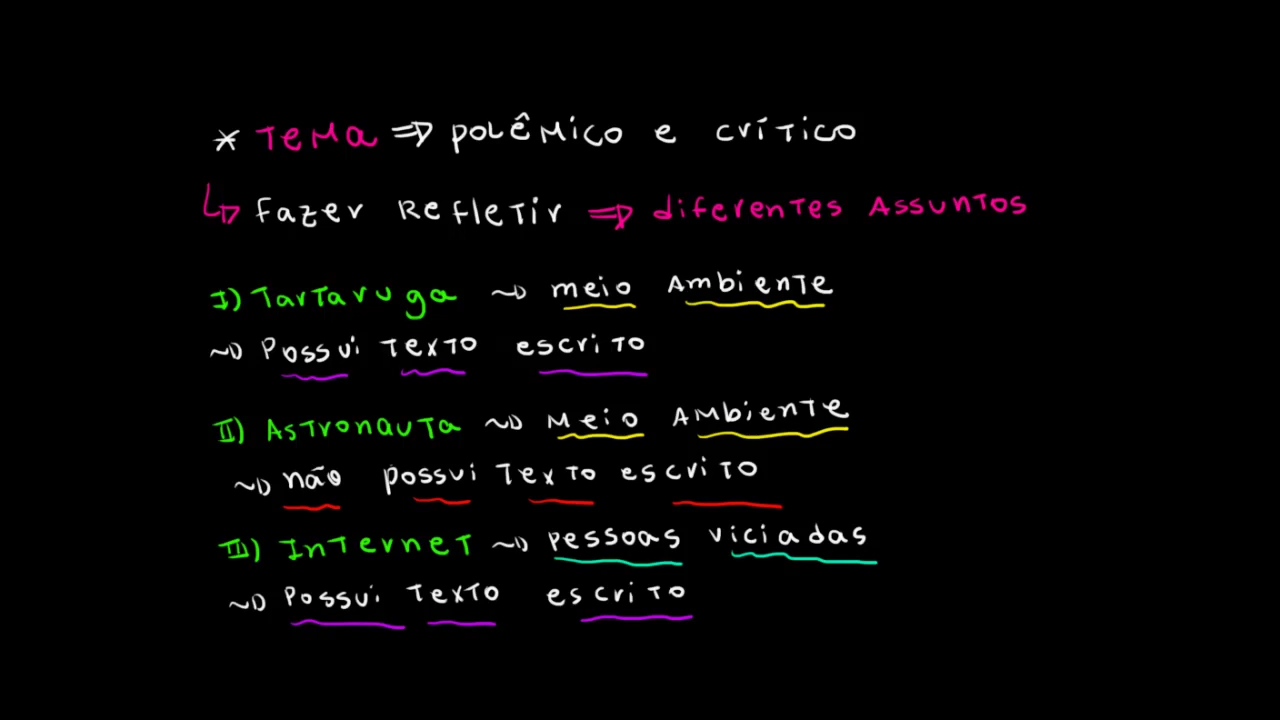 * Tema => polêmico e crítico
↳ Fazer refletir => diferentes assuntos
I) Tartaruga ~> meio ambiente
~> Possui texto escrito
II) Astronauta ~> meio ambiente
~> não possui texto escrito
III) Internet ~> pessoas viciadas
~> Possui texto escrito